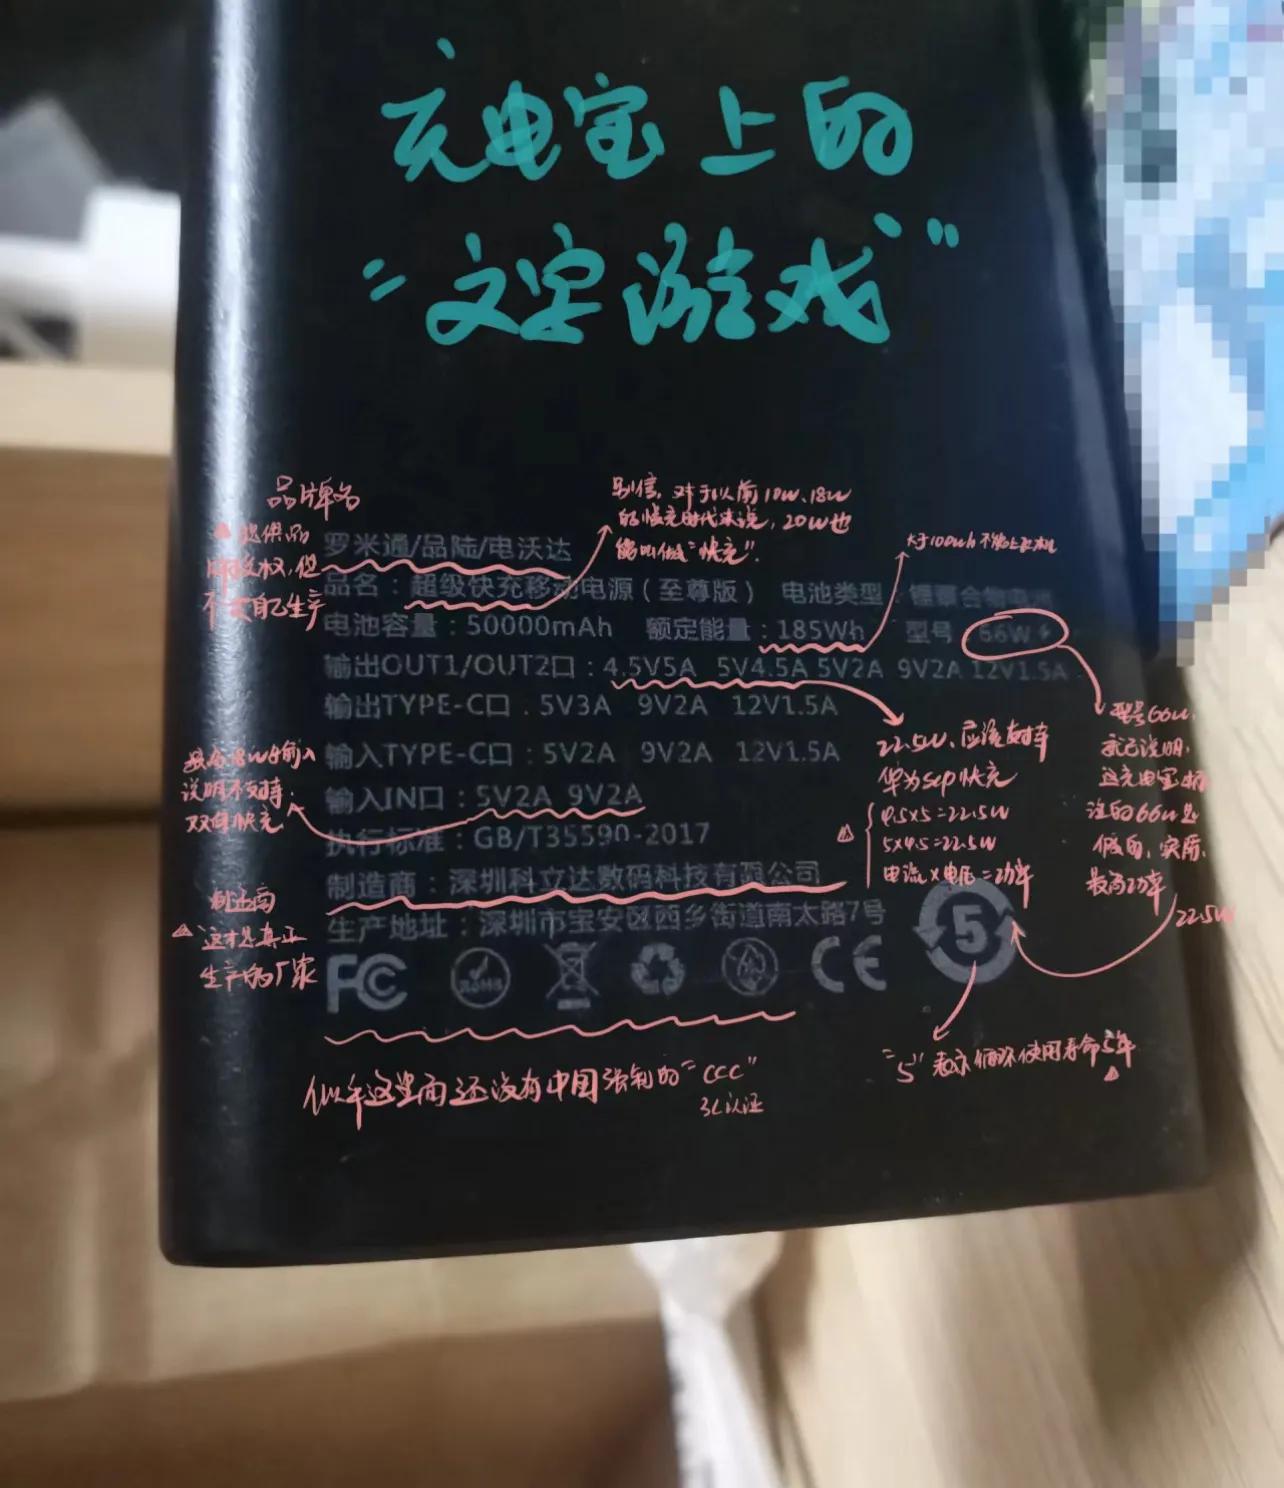 充电宝上的
“文字游戏”
品牌名
提供品
牌授权,但
不是自己生产
别信,对于以前10W、18W
的快充时代来说,20W也
能叫做“快充”.
大于100Wh不能上飞机
罗米通/品陆/电沃达
品名:超级快充移动电源(至尊版) 电池类型:锂聚合物电池
电池容量:50000mAh 额定能量:185Wh 型号:66W
输出OUT1/OUT2口:4.5V5A 5V4.5A 5V2A 9V2A 12V1.5A
输出TYPE-C口:5V3A 9V2A 12V1.5A
输入TYPE-C口:5V2A 9V2A 12V1.5A
输入IN口:5V2A 9V2A
执行标准:GB/T35590-2017
制造商:深圳科立达数码科技有限公司
生产地址:深圳市宝安区西乡街道南太路7号
FC RoHS CE 5
最高18W的输入
说明不支持
双向快充
制造商
这才是真正
生产的厂家
22.5W、应该支持
华为scp快充
4.5x5=22.5W
5x4.5=22.5W
电流x电压=功率
型号66W,
就已说明,
这充电宝标
注的66W是
假的,实际
最高功率
22.5W
似乎这里面还没有中国强制的“CCC”
3C认证
“5”表示循环使用寿命5年